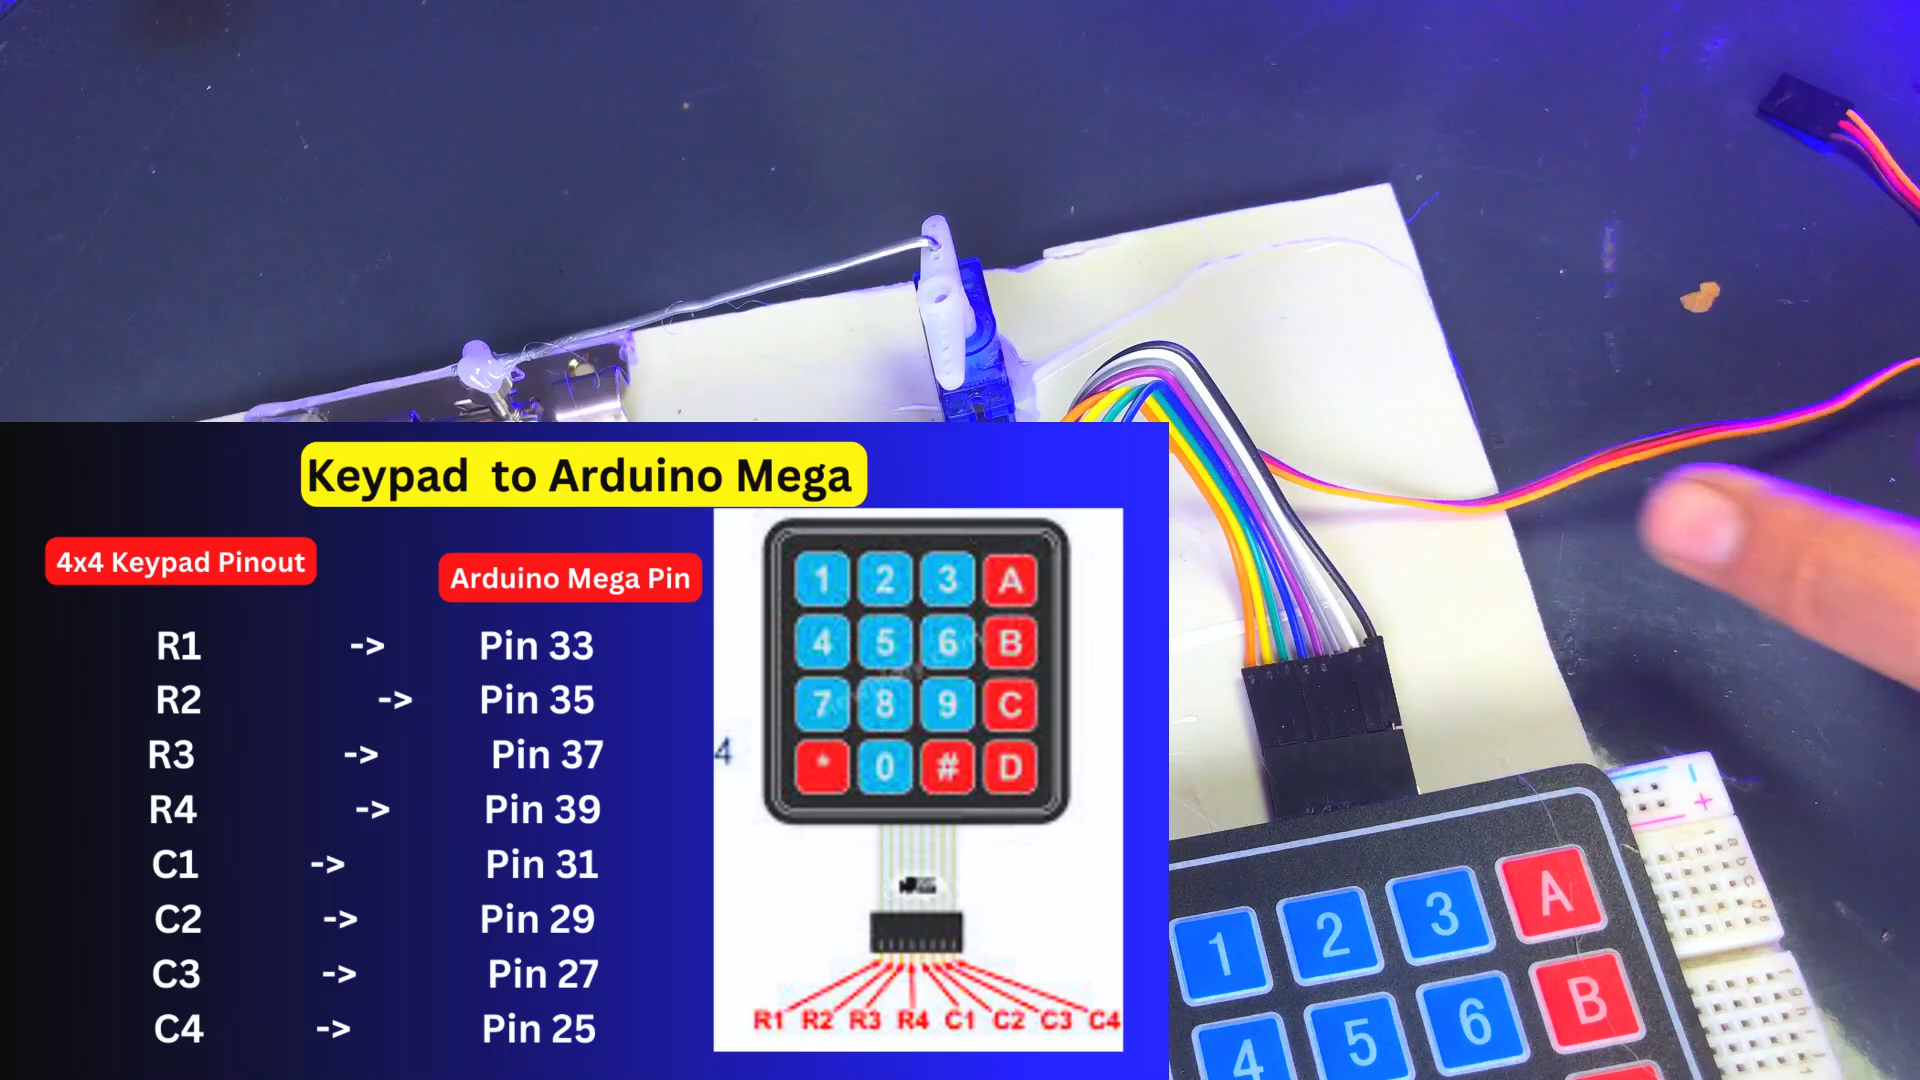 Keypad to Arduino Mega
4x4 Keypad Pinout
Arduino Mega Pin
R1 -> Pin 33
R2 -> Pin 35
R3 -> Pin 37
R4 -> Pin 39
C1 -> Pin 31
C2 -> Pin 29
C3 -> Pin 27
C4 -> Pin 25
1 2 3 A
4 5 6 B
7 8 9 C
* 0 # D
4
R1 R2 R3 R4 C1 C2 C3 C4
1 2 3 A
4 5 6 B
- +